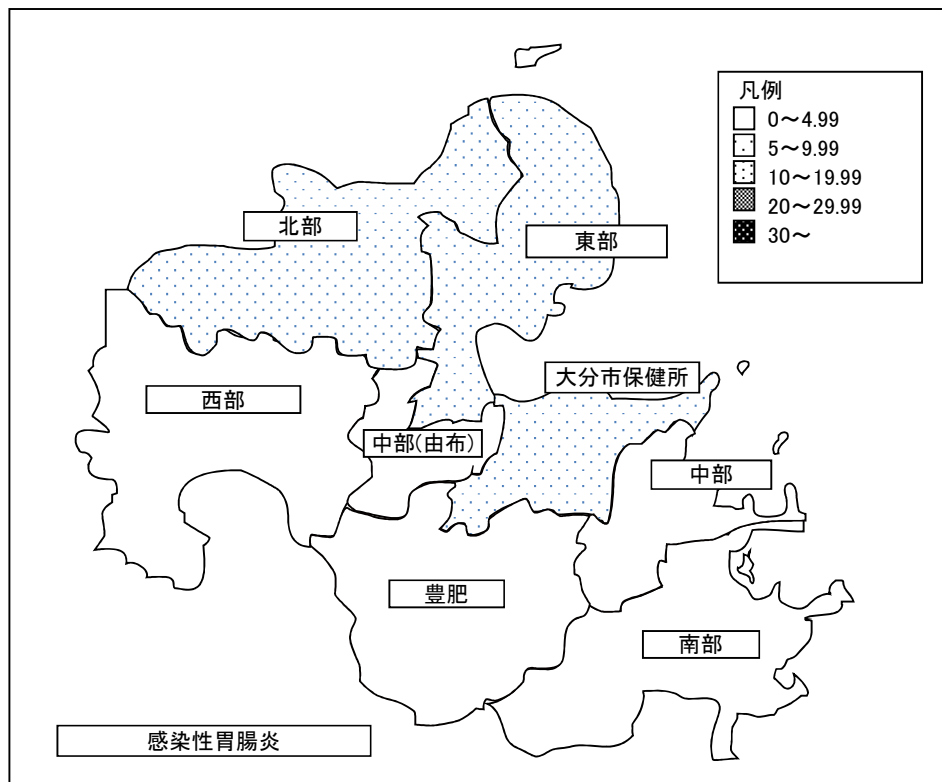 凡例
0～4.99
5～9.99
10～19.99
20～29.99
30～
北部
東部
大分市保健所
西部
中部(由布)
中部
豊肥
南部
感染性胃腸炎